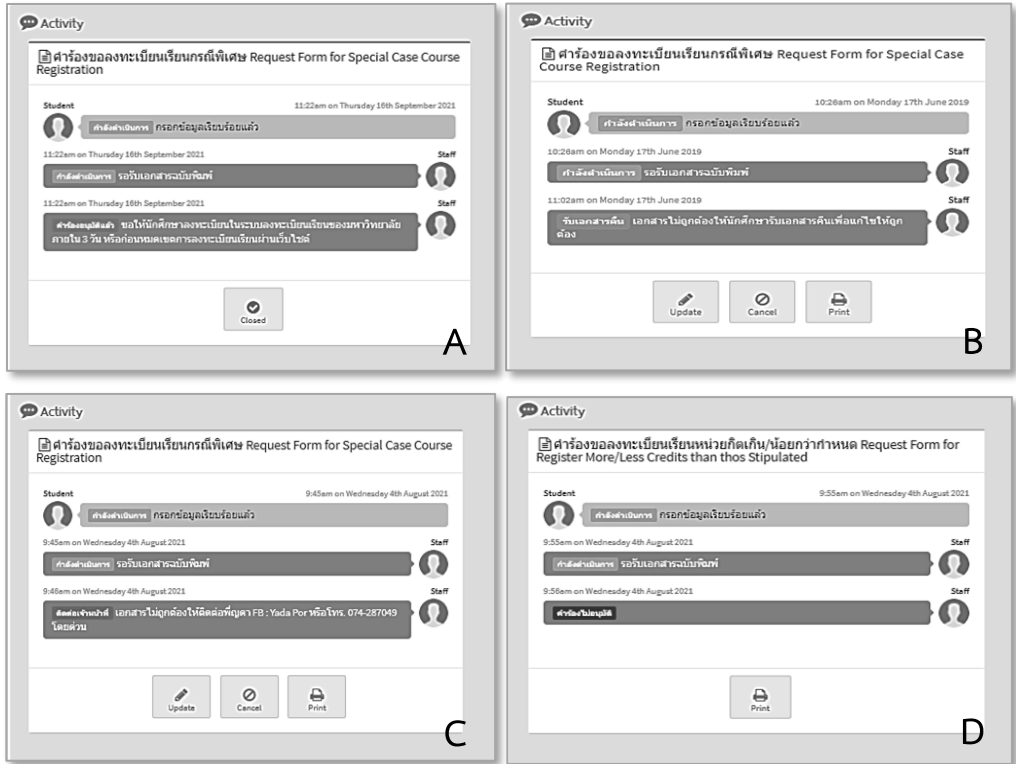 Activity
คำร้องขอลงทะเบียนเรียนกรณีพิเศษ Request Form for Special Case Course
Registration
Student
11:22am on Thursday 16th September 2021
กำลังดำเนินการ กรอกข้อมูลเรียบร้อยแล้ว
11:22am on Thursday 16th September 2021
Staff
กำลังดำเนินการ รอรับเอกสารฉบับพิมพ์
11:22am on Thursday 16th September 2021
Staff
คำร้องอนุมัติแล้ว ขอให้นักศึกษาลงทะเบียนในระบบลงทะเบียนเรียนของมหาวิทยาลัย
ภายใน 3 วัน หรือก่อนหมดเขตการลงทะเบียนเรียนผ่านเว็บไซต์
Closed
A
Activity
คำร้องขอลงทะเบียนเรียนกรณีพิเศษ Request Form for Special Case
Course Registration
Student
10:26am on Monday 17th June 2019
กำลังดำเนินการ กรอกข้อมูลเรียบร้อยแล้ว
10:26am on Monday 17th June 2019
Staff
กำลังดำเนินการ รอรับเอกสารฉบับพิมพ์
11:02am on Monday 17th June 2019
Staff
รับเอกสารคืน เอกสารไม่ถูกต้องให้นักศึกษารับเอกสารคืนเพื่อแก้ไขให้ถูก
ต้อง
Update
Cancel
Print
B
Activity
คำร้องขอลงทะเบียนเรียนกรณีพิเศษ Request Form for Special Case Course
Registration
Student
9:45am on Wednesday 4th August 2021
กำลังดำเนินการ กรอกข้อมูลเรียบร้อยแล้ว
9:45am on Wednesday 4th August 2021
Staff
กำลังดำเนินการ รอรับเอกสารฉบับพิมพ์
9:46am on Wednesday 4th August 2021
Staff
ติดต่อเจ้าหน้าที่ เอกสารไม่ถูกต้องให้ติดต่อพี่ญดา FB : Yada Por หรือโทร. 074-287049
โดยด่วน
Update
Cancel
Print
C
Activity
คำร้องขอลงทะเบียนเรียนหน่วยกิตเกิน/น้อยกว่ากำหนด Request Form for
Register More/Less Credits than thos Stipulated
Student
9:55am on Wednesday 4th August 2021
กำลังดำเนินการ กรอกข้อมูลเรียบร้อยแล้ว
9:55am on Wednesday 4th August 2021
Staff
กำลังดำเนินการ รอรับเอกสารฉบับพิมพ์
9:56am on Wednesday 4th August 2021
Staff
คำร้องไม่อนุมัติ
Print
D